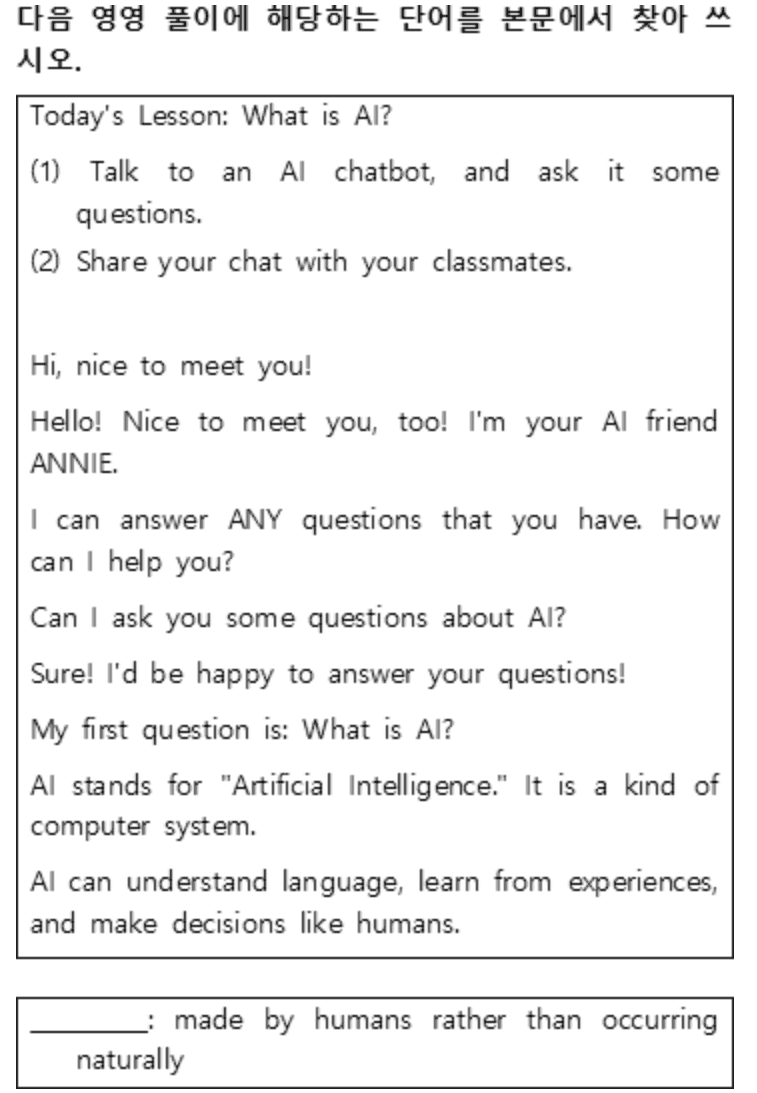 다음 영영 풀이에 해당하는 단어를 본문에서 찾아 쓰
시오.
Today's Lesson: What is AI?
(1) Talk to an AI chatbot, and ask it some
questions.
(2) Share your chat with your classmates.
Hi, nice to meet you!
Hello! Nice to meet you, too! I'm your AI friend
ANNIE.
I can answer ANY questions that you have. How
can I help you?
Can I ask you some questions about AI?
Sure! I'd be happy to answer your questions!
My first question is: What is AI?
AI stands for "Artificial Intelligence." It is a kind of
computer system.
AI can understand language, learn from experiences,
and make decisions like humans.
________: made by humans rather than occurring
naturally